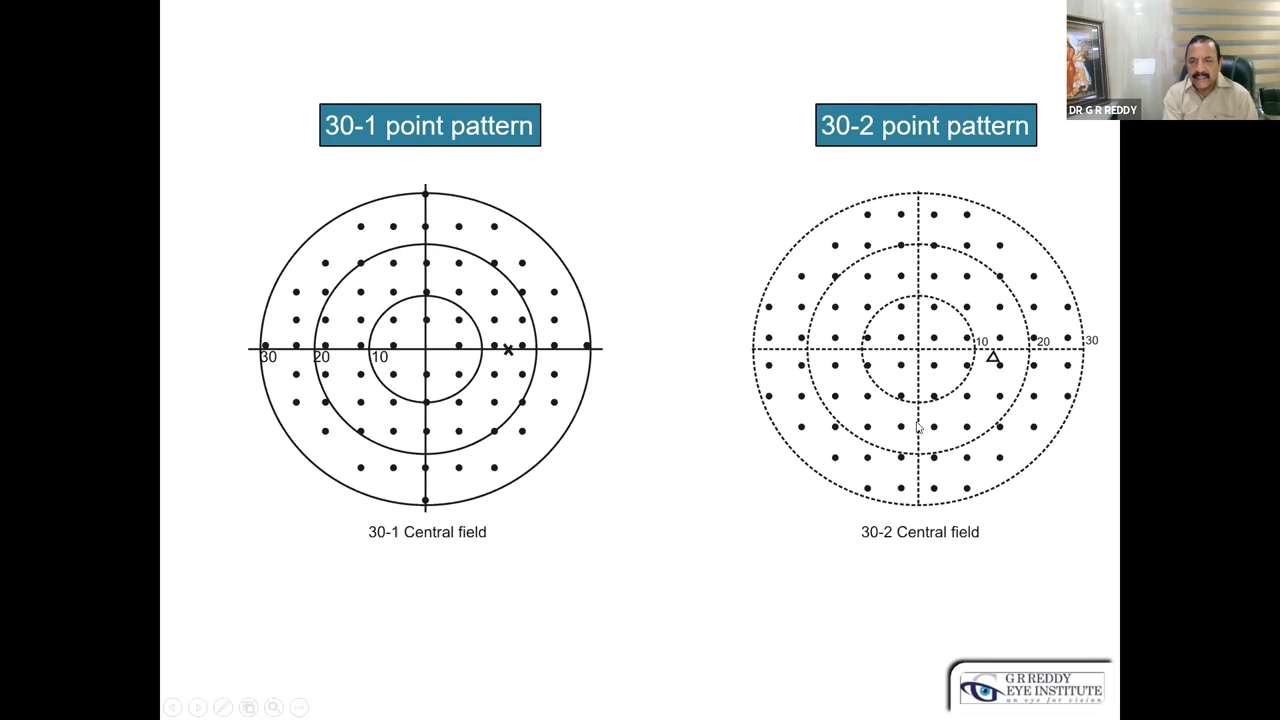 DR G R REDDY
30-1 point pattern
30-2 point pattern
30
20
10
10
20
30
30-1 Central field
30-2 Central field
G R REDDY
EYE INSTITUTE
an eye for vision